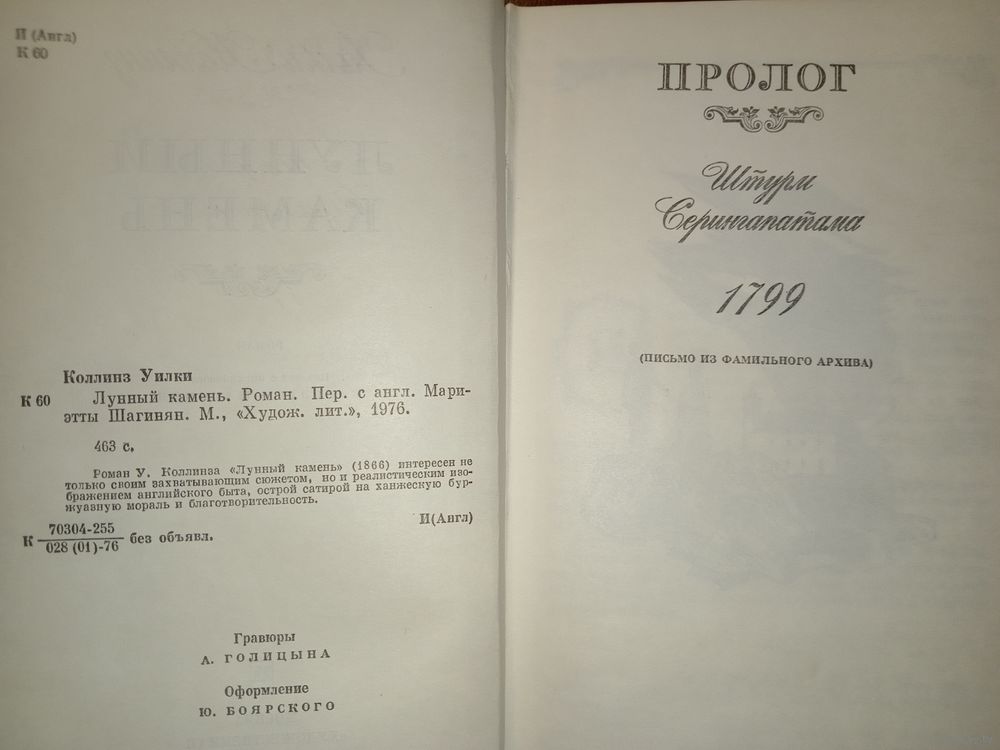 И (Англ)
К 60
Коллинз Уилки
К 60
Лунный камень. Роман. Пер. с англ. Мари-
этты Шагинян. М., «Худож. лит.», 1976.
463 с.
Роман У. Коллинза «Лунный камень» (1866) интересен не
только своим захватывающим сюжетом, но и реалистическим изо-
бражением английского быта, острой сатирой на ханжескую бур-
жуавную мораль и благотворительность.
И(Англ)
К 70304-255 без объявл.
028 (01)-76
Гравюры
А. ГОЛИЦЫНА
Оформление
Ю. БОЯРСКОГО
ПРОЛОГ
Штурм
Серингапатама
1799
(ПИСЬМО ИЗ ФАМИЛЬНОГО АРХИВА)